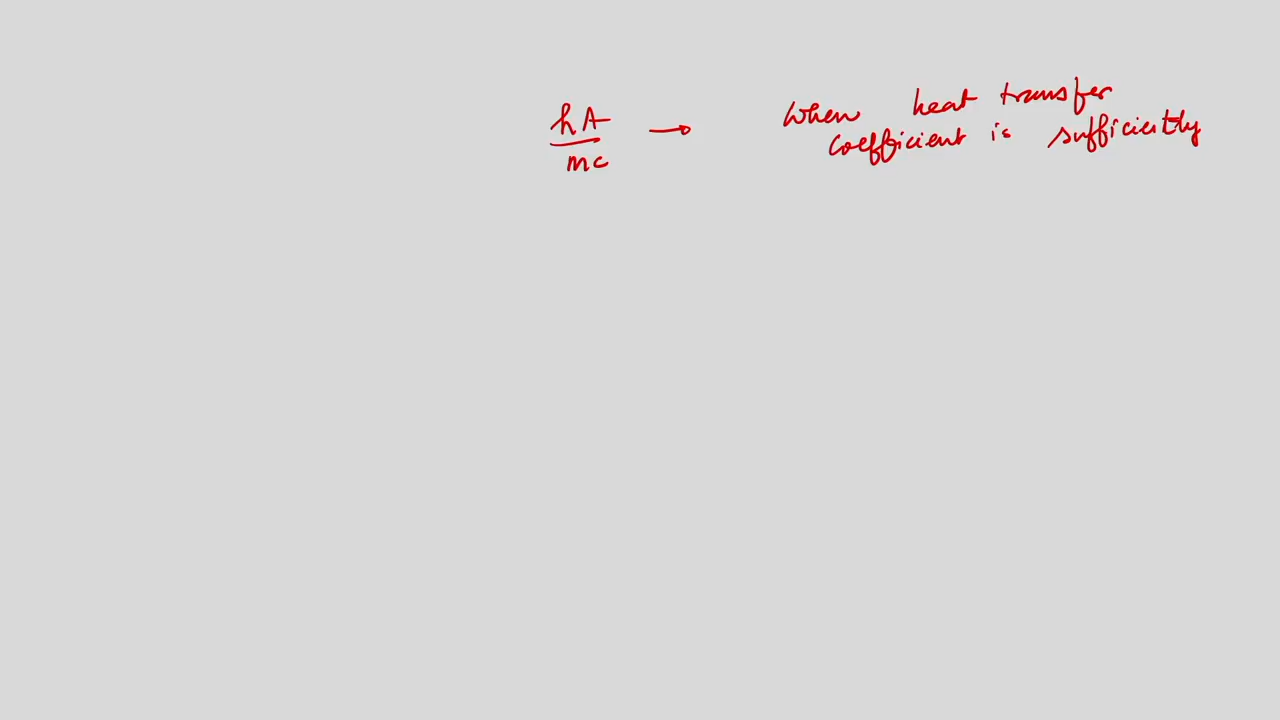 hA/mc → When heat transfer
coefficient is sufficiently